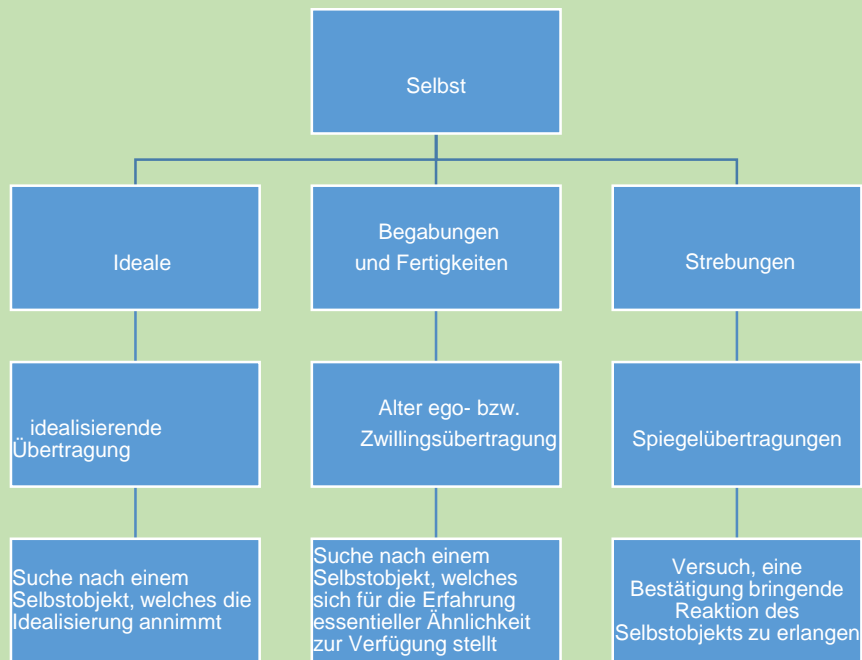 Selbst
Ideale
Begabungen
und Fertigkeiten
Strebungen
idealisierende
Übertragung
Alter ego- bzw.
Zwillingsübertragung
Spiegelübertragungen
Suche nach einem
Selbstobjekt, welches die
Idealisierung annimmt
Suche nach einem
Selbstobjekt, welches
sich für die Erfahrung
essentieller Ähnlichkeit
zur Verfügung stellt
Versuch, eine
Bestätigung bringende
Reaktion des
Selbstobjekts zu erlangen